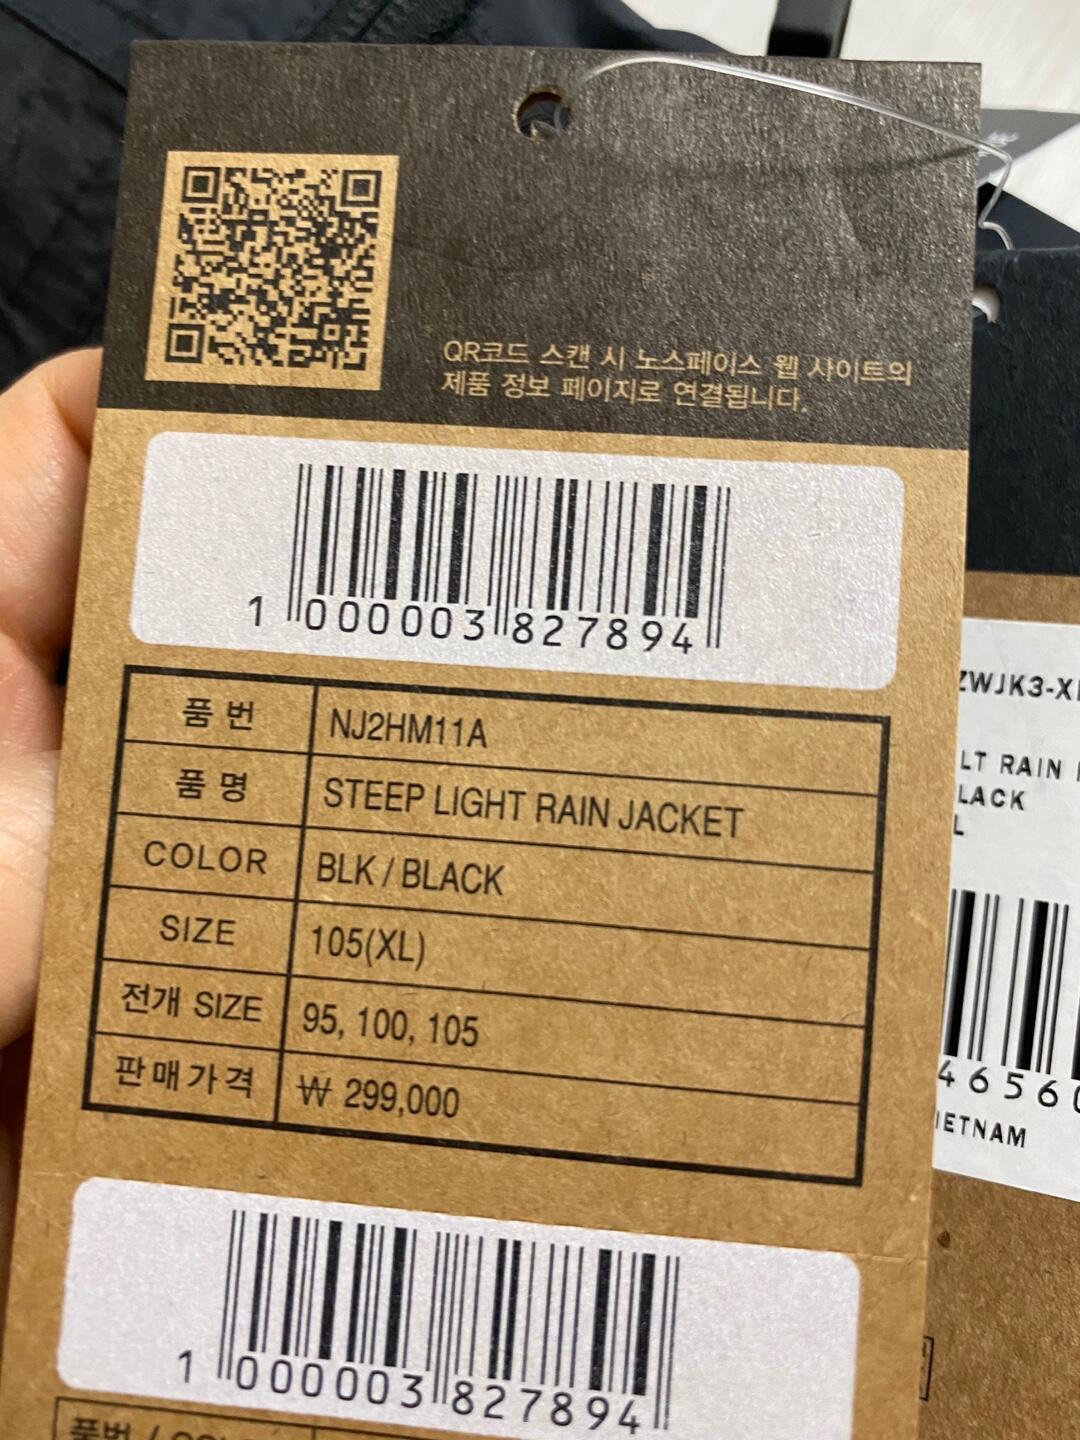 QR코드 스캔 시 노스페이스 웹 사이트의
제품 정보 페이지로 연결됩니다.
1 000003 827894
품번 NJ2HM11A
품명 STEEP LIGHT RAIN JACKET
COLOR BLK / BLACK
SIZE 105(XL)
전개 SIZE 95, 100, 105
판매가격 ₩ 299,000
1 000003 827894
품번 /
ZWJK3-X
LT RAIN
LACK
L
46560
IETNAM